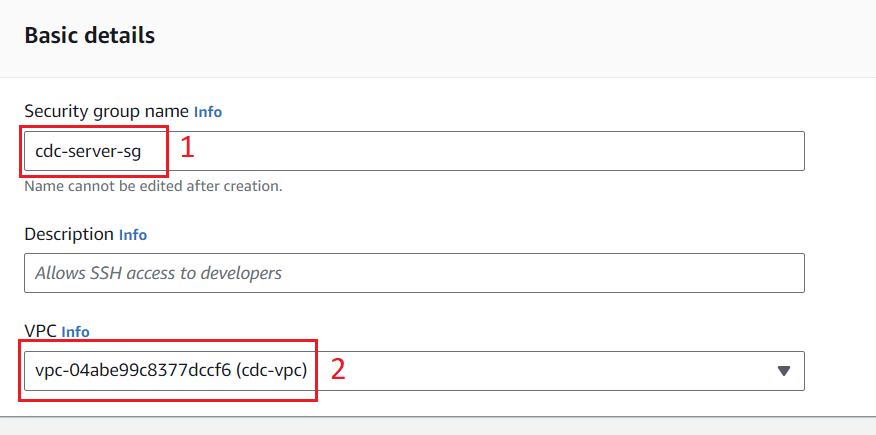 Basic details
Security group name Info
cdc-server-sg 1
Name cannot be edited after creation.
Description Info
Allows SSH access to developers
VPC Info
vpc-04abe99c8377dccf6 (cdc-vpc) 2